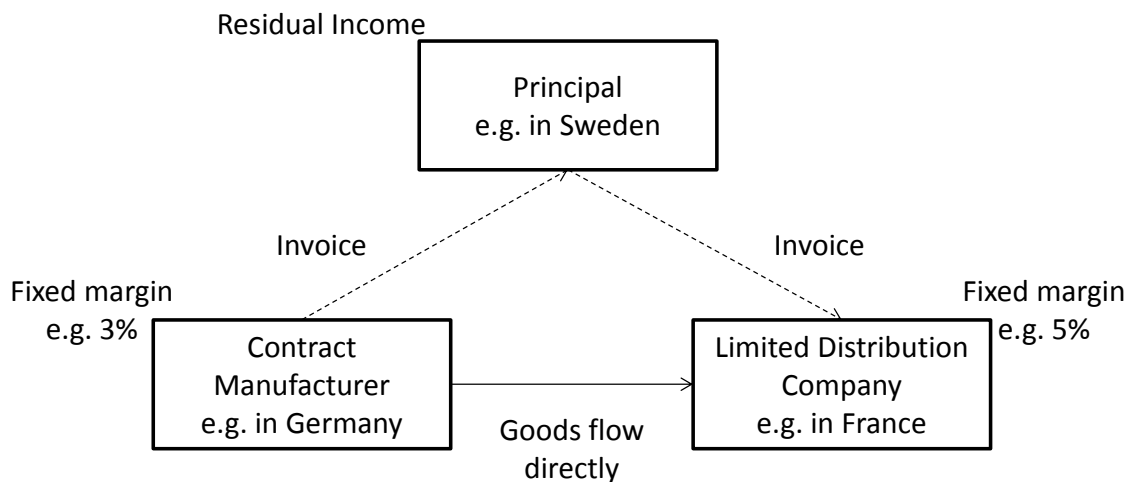 Residual Income
Principal
e.g. in Sweden
Invoice
Invoice
Fixed margin
e.g. 3%
Fixed margin
e.g. 5%
Contract
Manufacturer
e.g. in Germany
Limited Distribution
Company
e.g. in France
Goods flow
directly